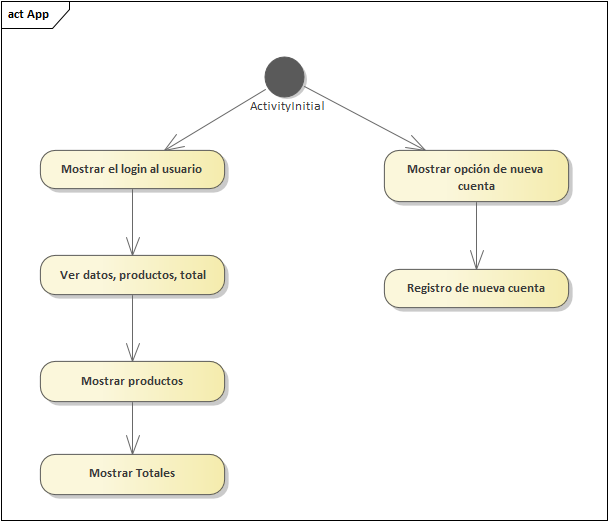 act App
ActivityInitial
Mostrar el login al usuario
Mostrar opción de nueva
cuenta
Ver datos, productos, total
Registro de nueva cuenta
Mostrar productos
Mostrar Totales